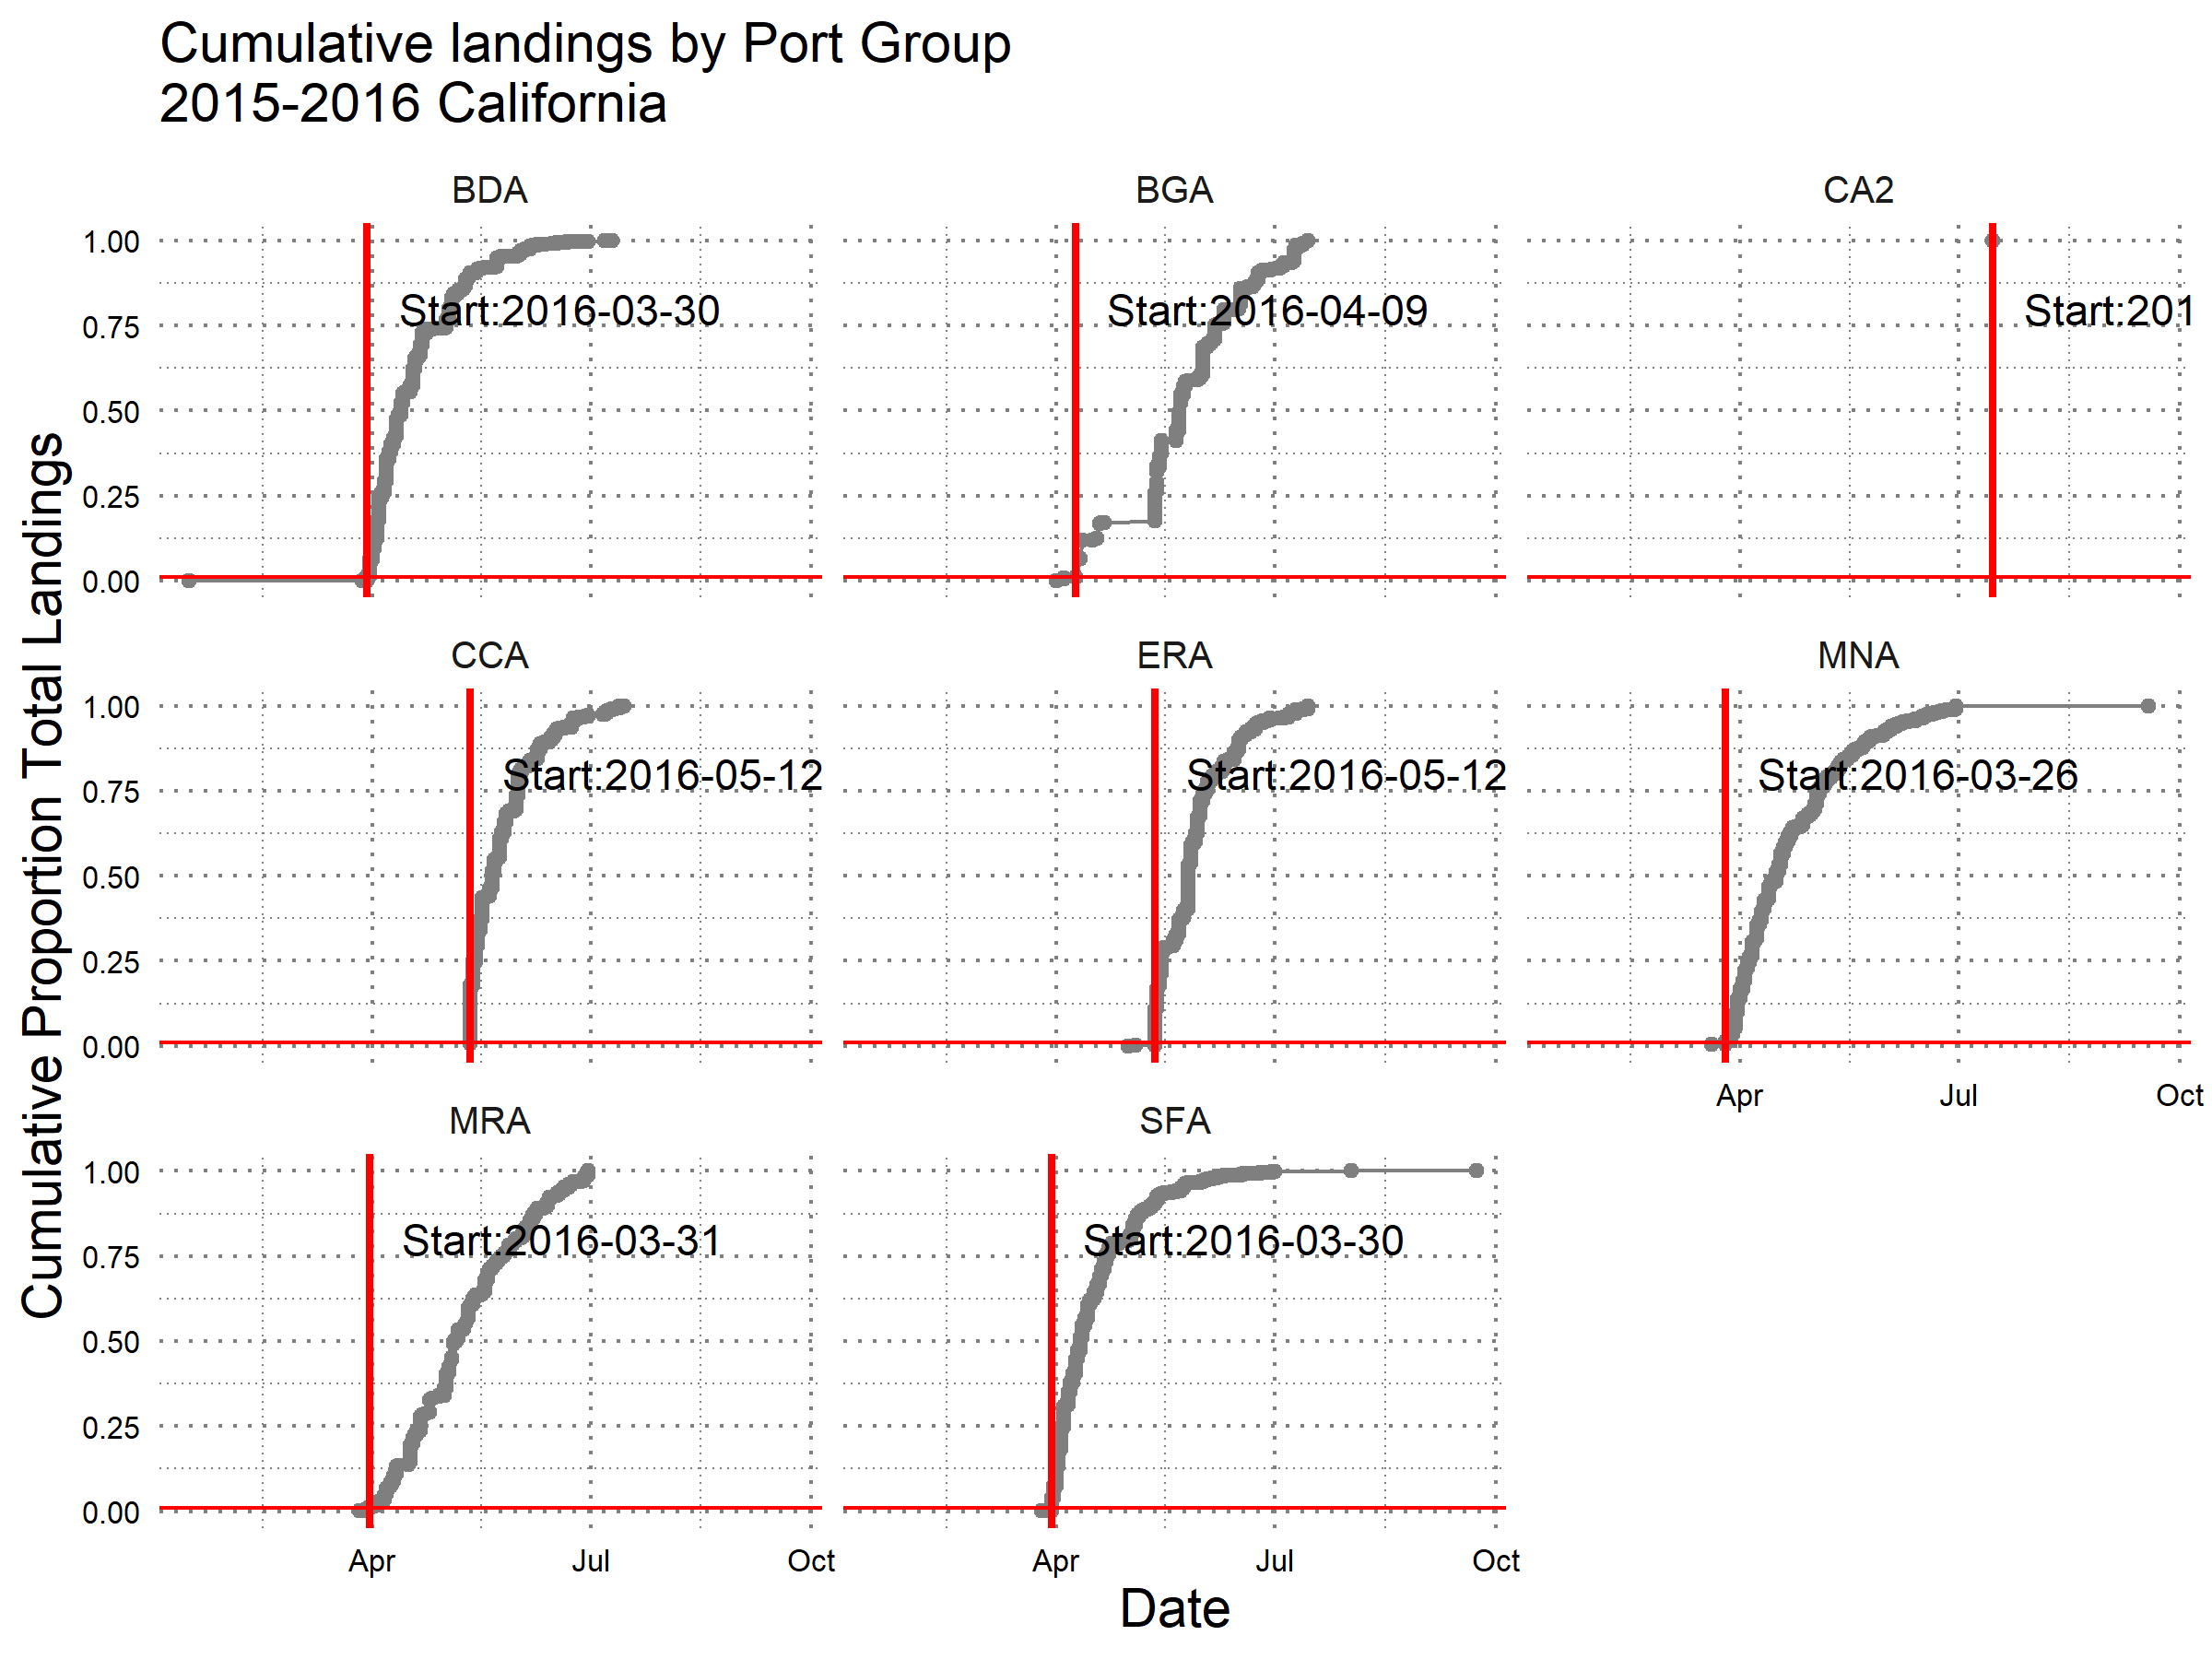 Cumulative landings by Port Group
2015-2016 California
BDA
BGA
CA2
1.00
0.75
0.50
0.25
0.00
Start:2016-03-30
Start:2016-04-09
Start:201
CCA
ERA
MNA
1.00
0.75
0.50
0.25
0.00
Start:2016-05-12
Start:2016-05-12
Start:2016-03-26
Apr
Jul
Oct
MRA
SFA
1.00
0.75
0.50
0.25
0.00
Start:2016-03-31
Start:2016-03-30
Apr
Jul
Oct
Apr
Jul
Oct
Date
Cumulative Proportion Total Landings